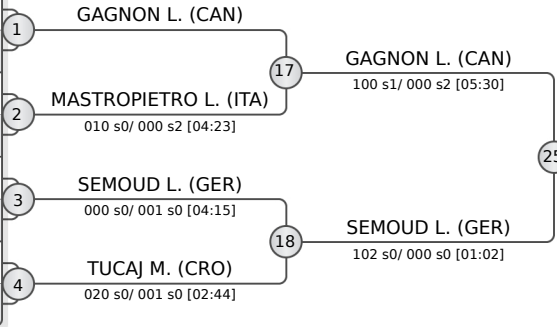 GAGNON L. (CAN)
1
17
GAGNON L. (CAN)
100 s1/ 000 s2 [05:30]
MASTROPIETRO L. (ITA)
2
010 s0/ 000 s2 [04:23]
25
SEMOUD L. (GER)
3
000 s0/ 001 s0 [04:15]
18
SEMOUD L. (GER)
102 s0/ 000 s0 [01:02]
TUCAJ M. (CRO)
4
020 s0/ 001 s0 [02:44]